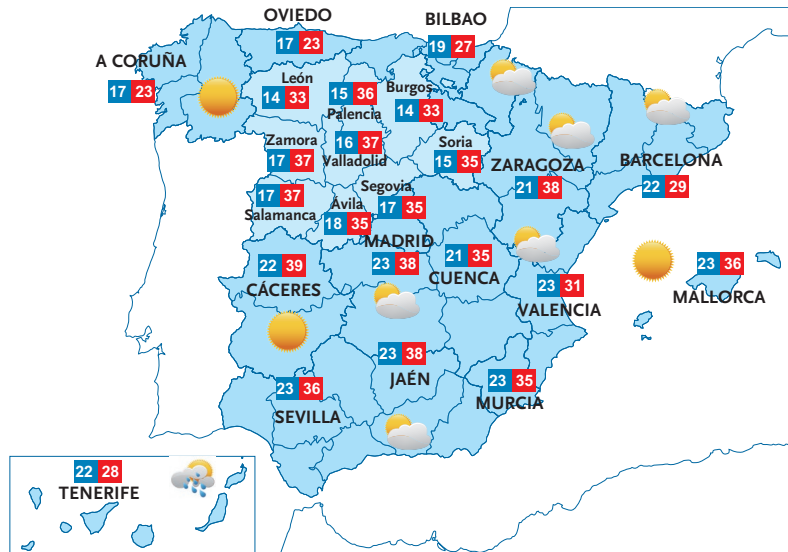 OVIEDO
17 23
BILBAO
19 27
A CORUÑA
17 23
León
14 33
15 36
Palencia
Burgos
14 33
Zamora
17 37
16 37
Valladolid
Soria
15 35
ZARAGOZA
21 38
BARCELONA
22 29
17 37
Salamanca
Ávila
18 35
Segovia
17 35
MADRID
23 38
21 35
CUENCA
22 39
CÁCERES
23 31
VALENCIA
23 36
MALLORCA
23 38
JAÉN
23 36
SEVILLA
23 35
MURCIA
22 28
TENERIFE